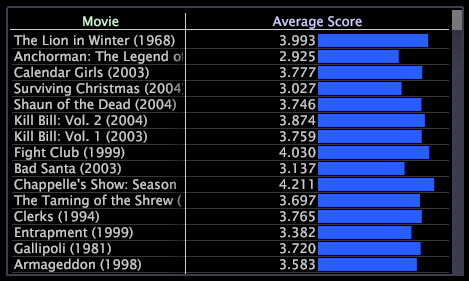 Movie Average Score
The Lion in Winter (1968) 3.993
Anchorman: The Legend of 2.925
Calendar Girls (2003) 3.777
Surviving Christmas (2004) 3.027
Shaun of the Dead (2004) 3.746
Kill Bill: Vol. 2 (2004) 3.874
Kill Bill: Vol. 1 (2003) 3.759
Fight Club (1999) 4.030
Bad Santa (2003) 3.137
Chappelle's Show: Season 4.211
The Taming of the Shrew ( 3.697
Clerks (1994) 3.765
Entrapment (1999) 3.382
Gallipoli (1981) 3.720
Armageddon (1998) 3.583